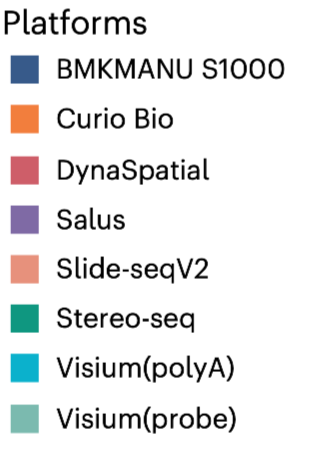 Platforms
BMKMANU S1000
Curio Bio
DynaSpatial
Salus
Slide-seqV2
Stereo-seq
Visium(polyA)
Visium(probe)